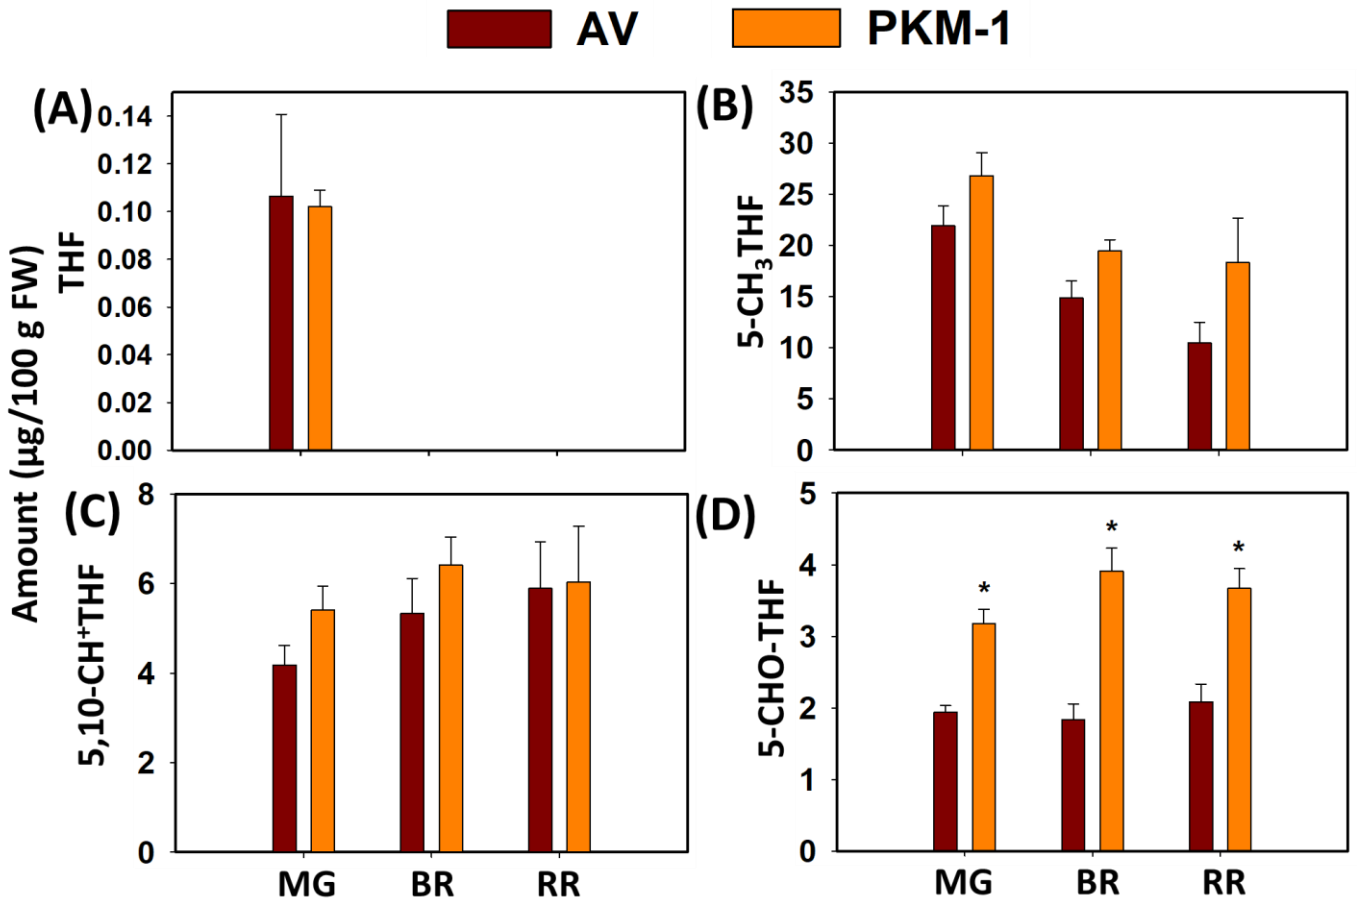 AV PKM-1
Amount (µg/100 g FW)
(A)
THF
0.14
0.12
0.10
0.08
0.06
0.04
0.02
0.00
(B)
5-CH₃THF
35
30
25
20
15
10
5
0
(C)
5,10-CH⁺THF
8
6
4
2
0
MG BR RR
(D)
5-CHO-THF
5
4
3
2
1
0
* * *
MG BR RR